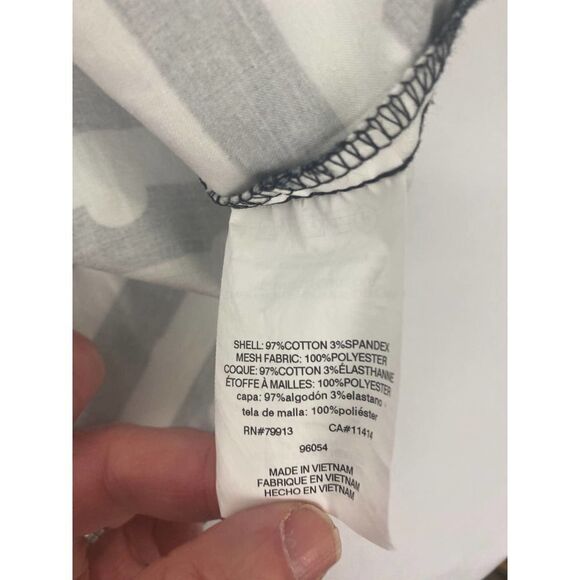 SHELL: 97%COTTON 3%SPANDEX
MESH FABRIC: 100%POLYESTER
COQUE: 97%COTTON 3%ÉLASTHANNE
ÉTOFFE À MAILLES: 100%POLYESTER
capa: 97%algodón 3%elastano
tela de malla: 100%poliéster
RN#79913 CA#11414
96054
MADE IN VIETNAM
FABRIQUE EN VIETNAM
HECHO EN VIETNAM